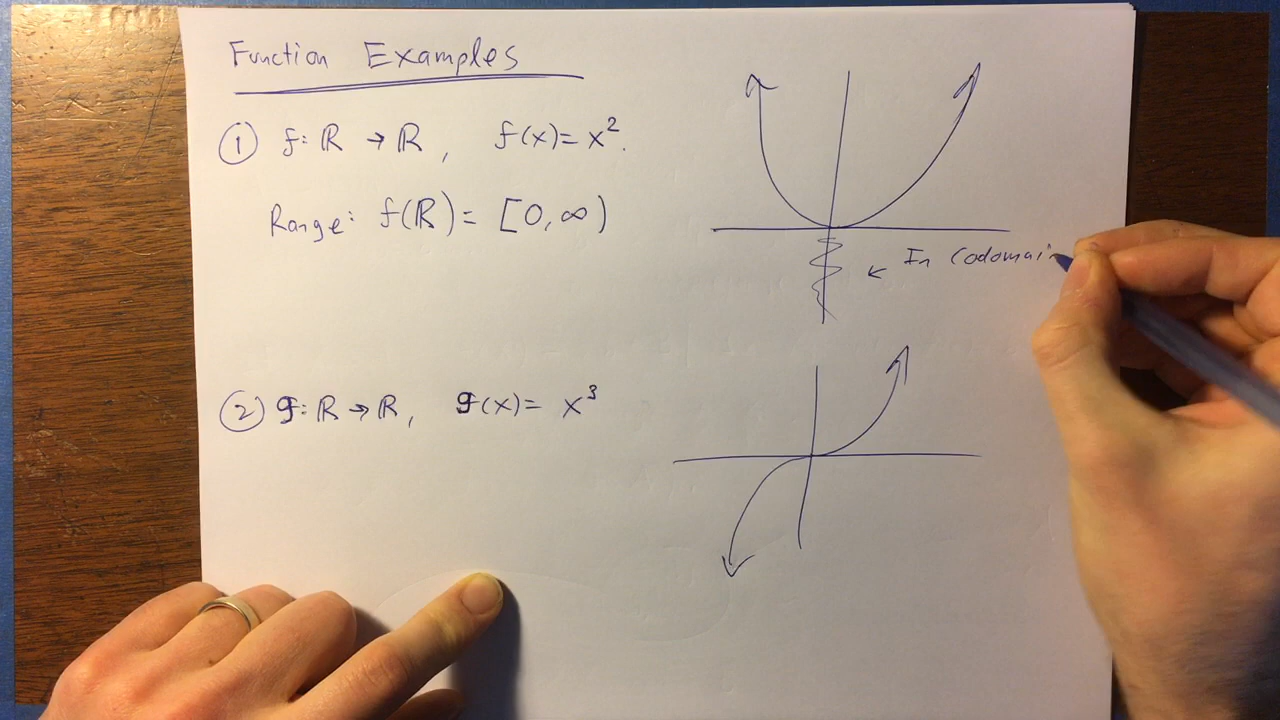 Function Examples
① f: ℝ → ℝ, f(x) = x².
Range: f(ℝ) = [0, ∞)
← In Codomai
② g: ℝ → ℝ, g(x) = x³